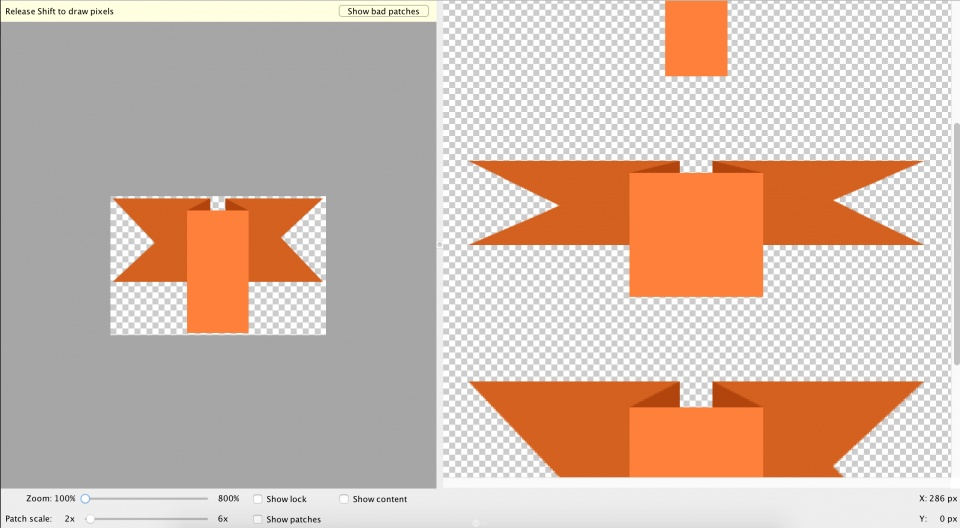 Release Shift to draw pixels
Show bad patches
Zoom: 100% 800% Show lock Show content X: 286 px
Patch scale: 2x 6x Show patches Y: 0 px